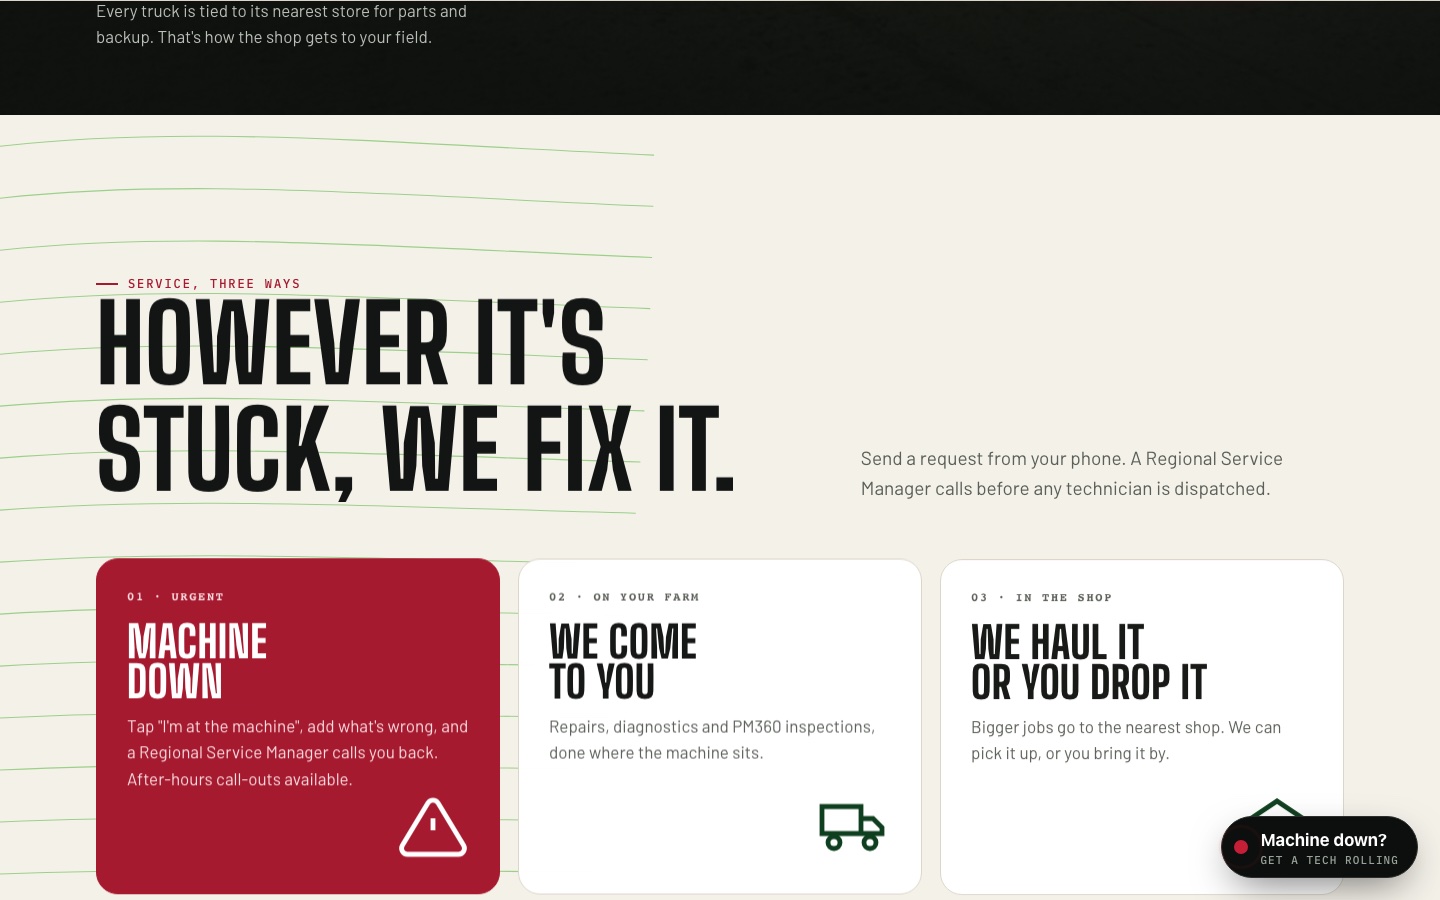 Every truck is tied to its nearest store for parts and
backup. That's how the shop gets to your field.
SERVICE, THREE WAYS
HOWEVER IT'S
STUCK, WE FIX IT.
Send a request from your phone. A Regional Service
Manager calls before any technician is dispatched.
01 · URGENT
MACHINE
DOWN
Tap "I'm at the machine", add what's wrong, and
a Regional Service Manager calls you back.
After-hours call-outs available.
02 · ON YOUR FARM
WE COME
TO YOU
Repairs, diagnostics and PM360 inspections,
done where the machine sits.
03 · IN THE SHOP
WE HAUL IT
OR YOU DROP IT
Bigger jobs go to the nearest shop. We can
pick it up, or you bring it by.
Machine down?
GET A TECH ROLLING